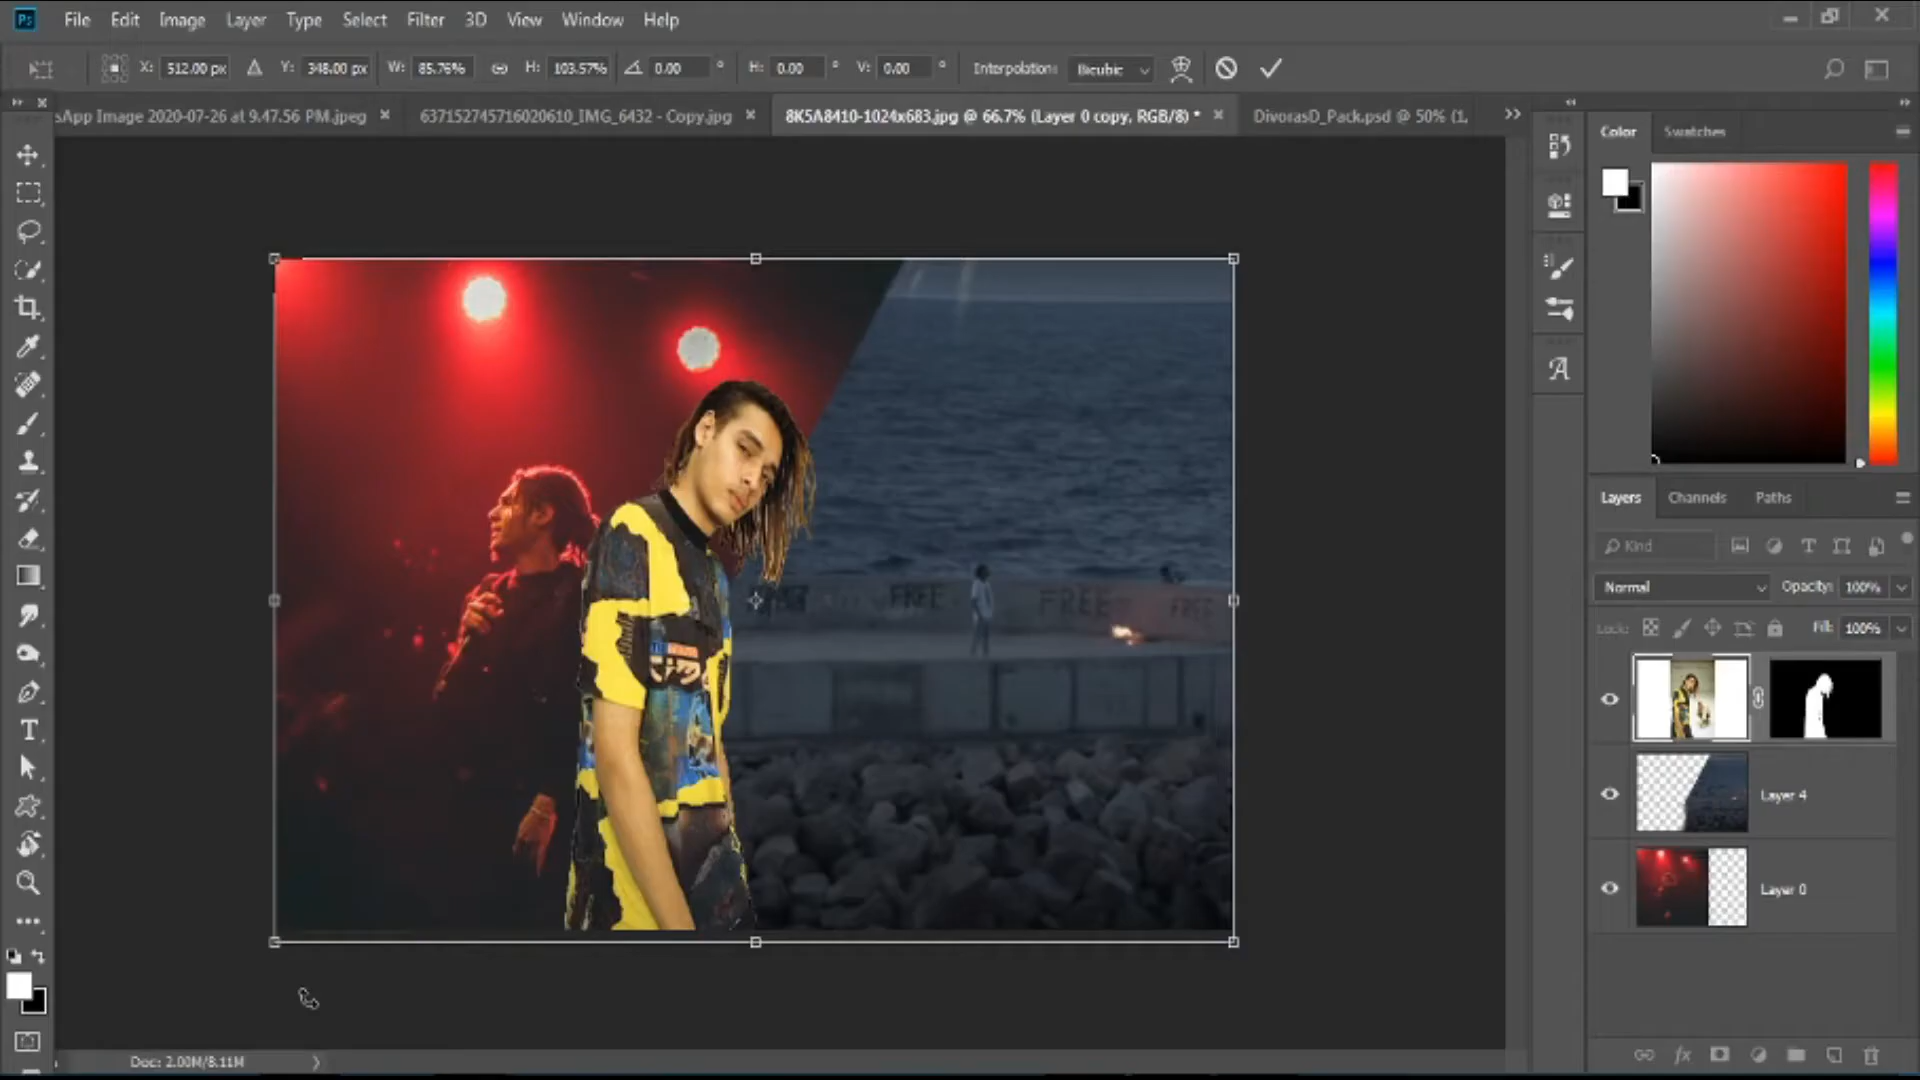 Ps File Edit Image Layer Type Select Filter 3D View Window Help
X: 512.00 px Y: 348.00 px W: 85.76% H: 103.57% 0.00 ° H: 0.00 ° V: 0.00 ° Interpolation: Bicubic
sApp Image 2020-07-26 at 9.47.56 PM.jpeg × 637152745716020610_IMG_6432 - Copy.jpg × 8K5A8410-1024x683.jpg @ 66.7% (Layer 0 copy, RGB/8) * × DivorasD_Pack.psd @ 50% (1,
Color Swatches
Layers Channels Paths
Kind
Normal Opacity: 100%
Lock: Fill: 100%
FREE FREE FREE
Layer 4
Layer 0
Doc: 2.00M/8.11M